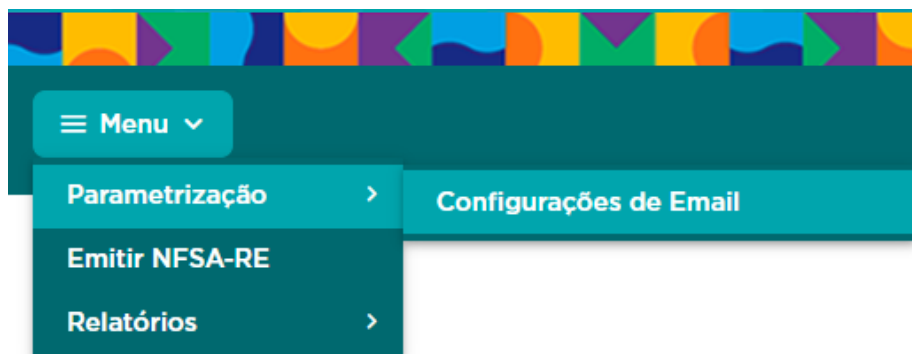 Menu
Parametrização
Configurações de Email
Emitir NFSA-RE
Relatórios